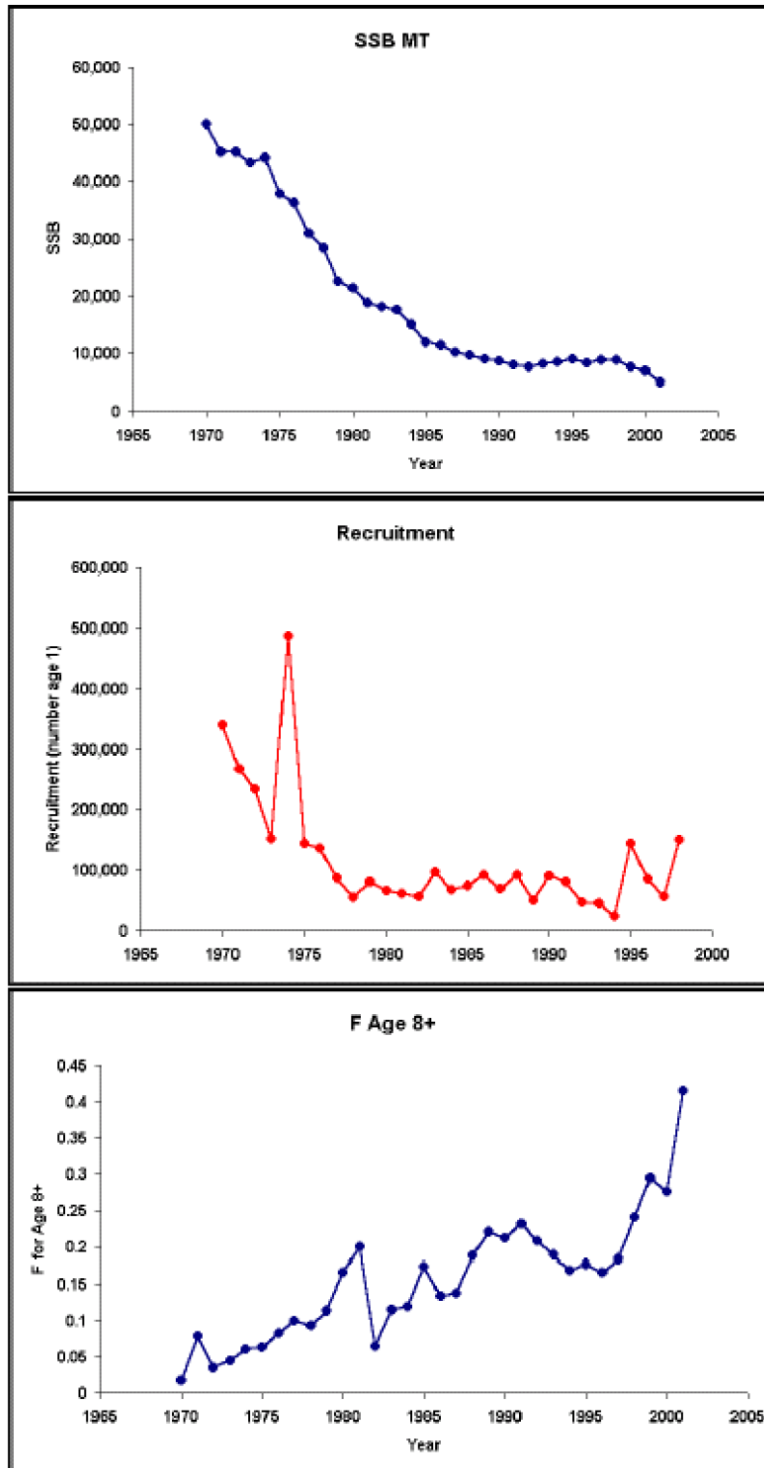 SSB MT
60,000
50,000
40,000
30,000
20,000
10,000
0
SSB
1965 1970 1975 1980 1985 1990 1995 2000 2005
Year
Recruitment
600,000
500,000
400,000
300,000
200,000
100,000
0
Recruitment (number age 1)
1965 1970 1975 1980 1985 1990 1995 2000
F Age 8+
0.45
0.4
0.35
0.3
0.25
0.2
0.15
0.1
0.05
0
F for Age 8+
1965 1970 1975 1980 1985 1990 1995 2000 2005
Year